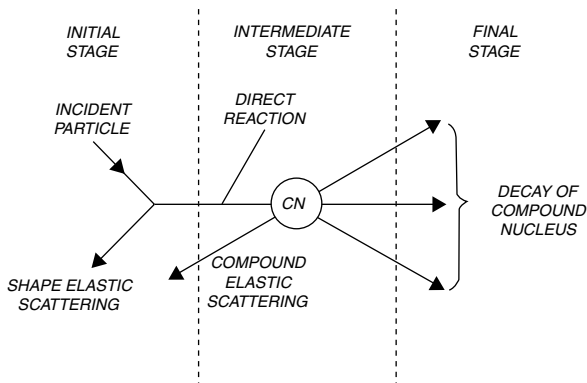 INITIAL
STAGE
INTERMEDIATE
STAGE
FINAL
STAGE
INCIDENT
PARTICLE
DIRECT
REACTION
CN
DECAY OF
COMPOUND
NUCLEUS
SHAPE ELASTIC
SCATTERING
COMPOUND
ELASTIC
SCATTERING